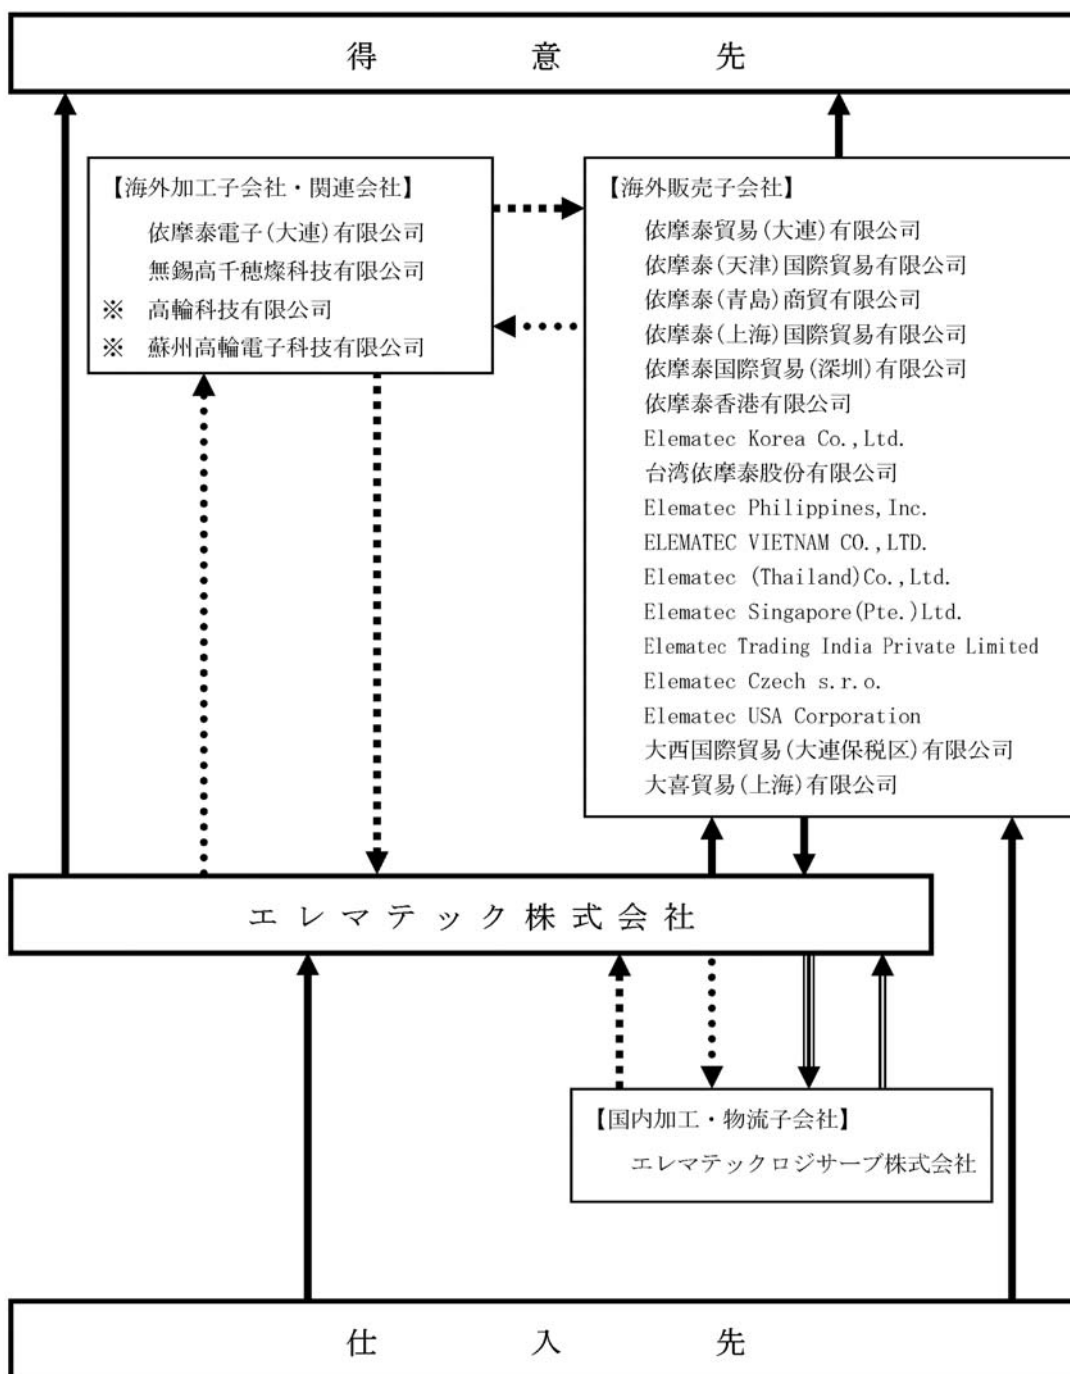 得意先
【海外加工子会社・関連会社】
依摩泰電子(大連)有限公司
無錫高千穂燦科技有限公司
※ 高輪科技有限公司
※ 蘇州高輪電子科技有限公司
【海外販売子会社】
依摩泰貿易(大連)有限公司
依摩泰(天津)国際貿易有限公司
依摩泰(青島)商貿有限公司
依摩泰(上海)国際貿易有限公司
依摩泰国際貿易(深圳)有限公司
依摩泰香港有限公司
Elematec Korea Co.,Ltd.
台湾依摩泰股份有限公司
Elematec Philippines,Inc.
ELEMATEC VIETNAM CO.,LTD.
Elematec (Thailand)Co.,Ltd.
Elematec Singapore(Pte.)Ltd.
Elematec Trading India Private Limited
Elematec Czech s.r.o.
Elematec USA Corporation
大西国際貿易(大連保税区)有限公司
大喜貿易(上海)有限公司
エレマテック株式会社
【国内加工・物流子会社】
エレマテックロジサーブ株式会社
仕入先